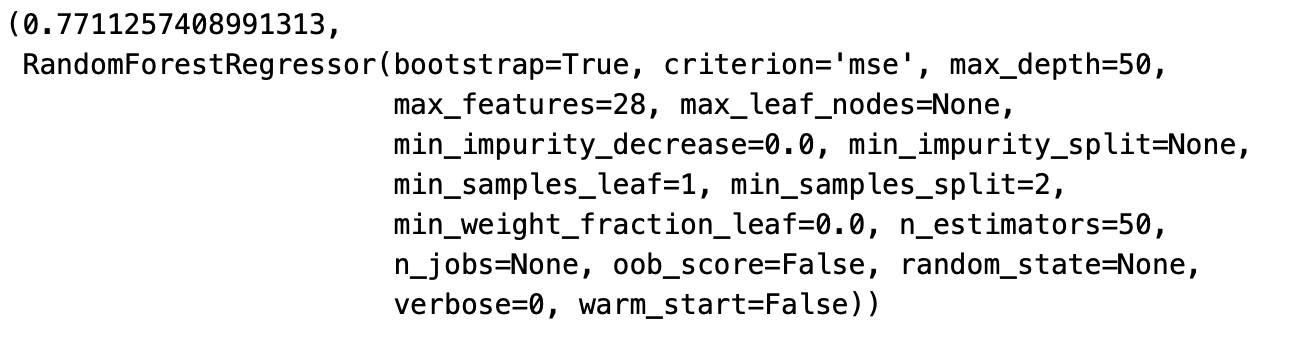 (0.7711257408991313,
 RandomForestRegressor(bootstrap=True, criterion='mse', max_depth=50,
                       max_features=28, max_leaf_nodes=None,
                       min_impurity_decrease=0.0, min_impurity_split=None,
                       min_samples_leaf=1, min_samples_split=2,
                       min_weight_fraction_leaf=0.0, n_estimators=50,
                       n_jobs=None, oob_score=False, random_state=None,
                       verbose=0, warm_start=False))